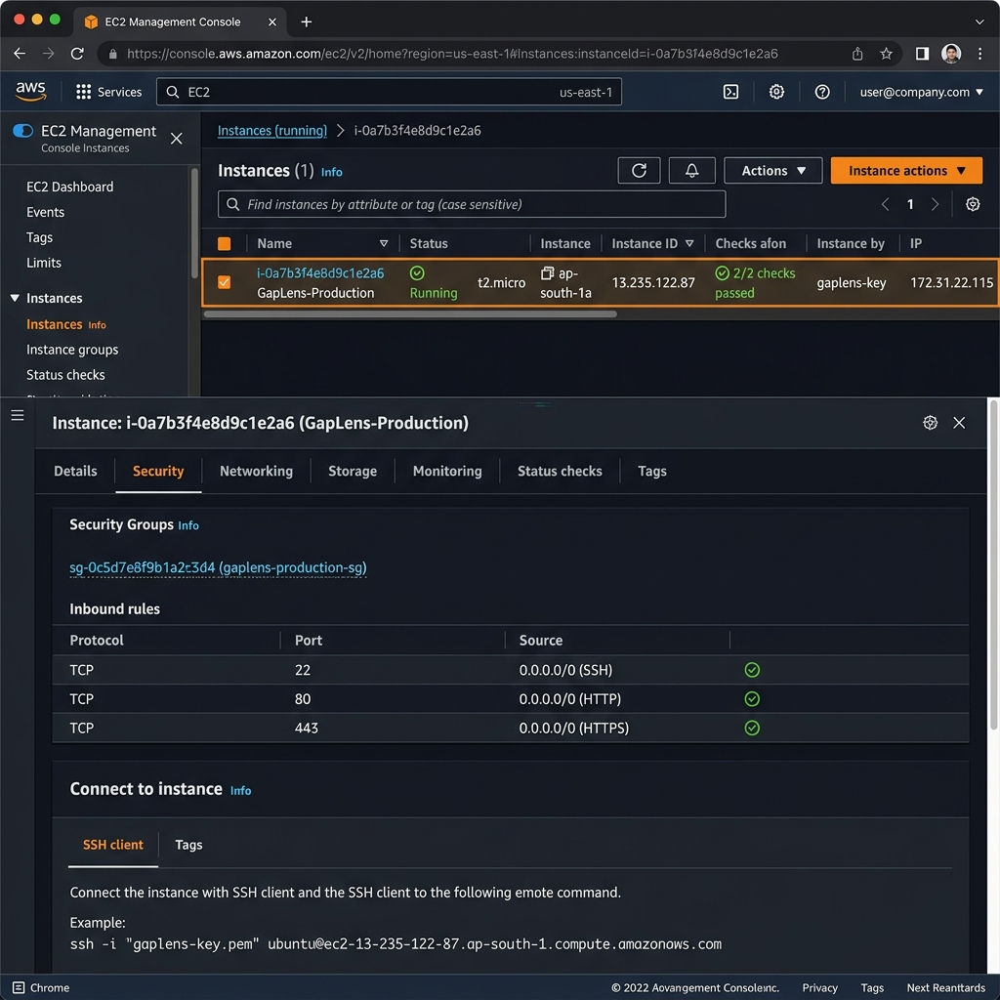 EC2 Management Console
https://console.aws.amazon.com/ec2/v2/home?region=us-east-1#Instances:instanceId=i-0a7b3f4e8d9c1e2a6
aws Services EC2 us-east-1 user@company.com
EC2 Management
Console Instances
EC2 Dashboard
Events
Tags
Limits
Instances
Instances Info
Instance groups
Status checks
Instances (running) > i-0a7b3f4e8d9c1e2a6
Instances (1) Info Actions Instance actions
Find instances by attribute or tag (case sensitive) 1
Name Status Instance Instance ID Checks afon Instance by IP
i-0a7b3f4e8d9c1e2a6
GapLens-Production
Running
t2.micro
ap-
south-1a
13.235.122.87
2/2 checks
passed
gaplens-key
172.31.22.115
Instance: i-0a7b3f4e8d9c1e2a6 (GapLens-Production)
Details Security Networking Storage Monitoring Status checks Tags
Security Groups Info
(gaplens-production-sg)
Inbound rules
Protocol Port Source
TCP 22 0.0.0.0/0 (SSH)
TCP 80 0.0.0.0/0 (HTTP)
TCP 443 0.0.0.0/0 (HTTPS)
Connect to instance Info
SSH client Tags
Connect the instance with SSH client and the SSH client to the following emote command.
Example:
ssh -i "gaplens-key.pem" ubuntu@ec2-13-235-122-87.ap-south-1.compute.amazonows.com
Chrome © 2022 Aovangement Consoleınc. Privacy Tags Next Reanttards